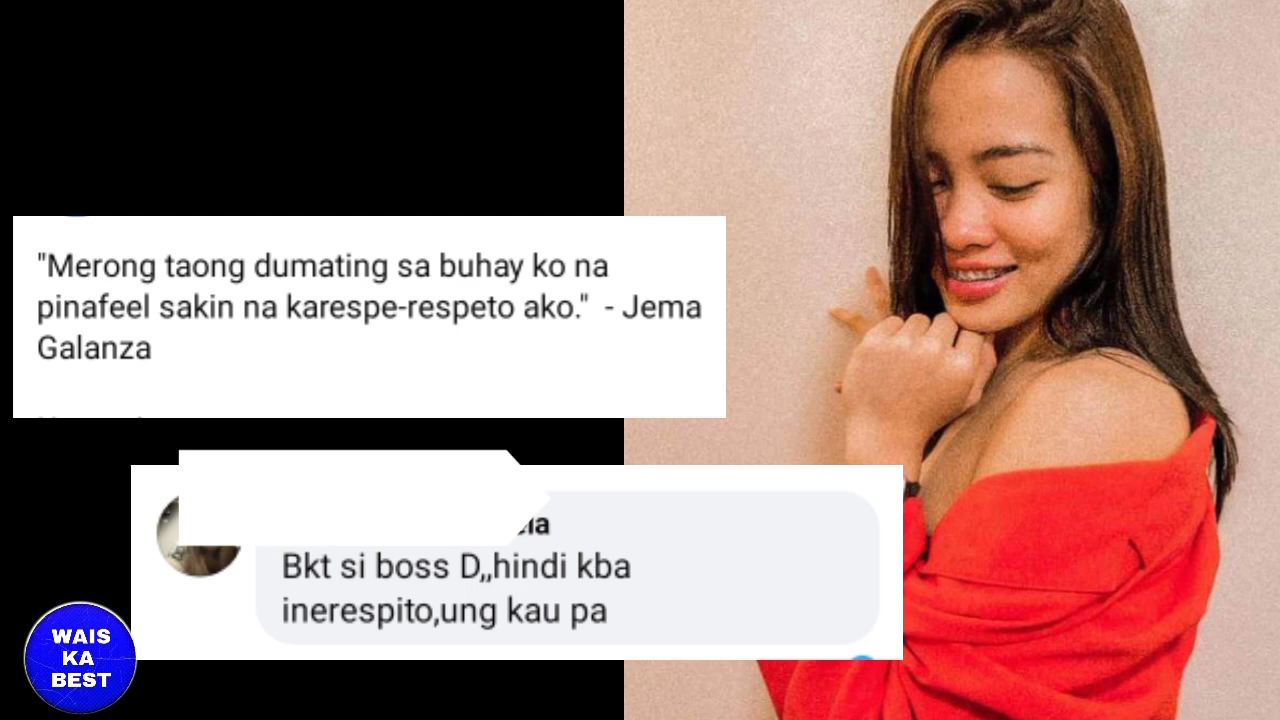 "Merong taong dumating sa buhay ko na
pinafeel sakin na karespe-respeto ako."  - Jema
Galanza
Bkt si boss D,,hindi kba
inerespito,ung kau pa
WAIS
KA
BEST